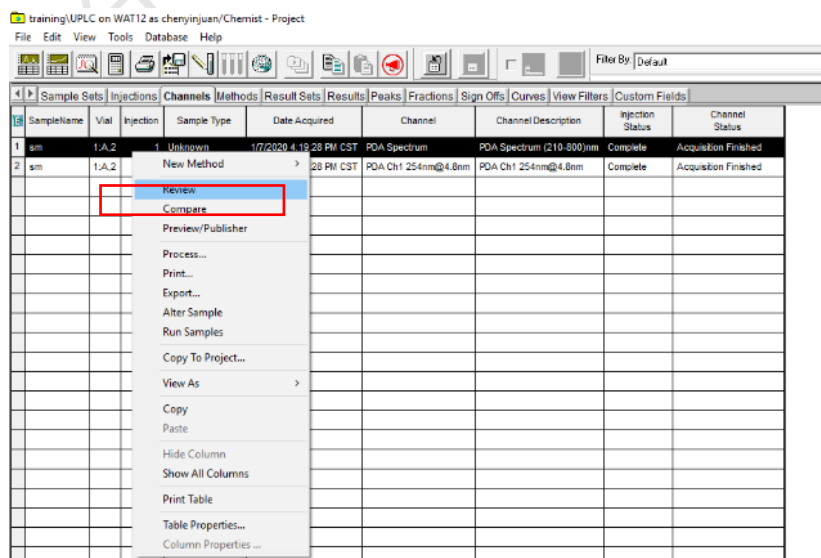 training\UPLC on WAT12 as chenyinjuan/Chemist - Project
File Edit View Tools Database Help
Filter By: Default
Sample Sets Injections Channels Methods Result Sets Results Peaks Fractions Sign Offs Curves View Filters Custom Fields
SampleName Vial Injection Sample Type Date Acquired Channel Channel Description Injection Status Channel Status
1 sm 1:A,2 1 Unknown 1/7/2020 4:19:28 PM CST PDA Spectrum PDA Spectrum (210-800)nm Complete Acquisition Finished
2 sm 1:A,2 28 PM CST PDA Ch1 254nm@4.8nm PDA Ch1 254nm@4.8nm Complete Acquisition Finished
New Method >
Review
Compare
Preview/Publisher
Process...
Print...
Export...
Alter Sample
Run Samples
Copy To Project...
View As >
Copy
Paste
Hide Column
Show All Columns
Print Table
Table Properties...
Column Properties ...